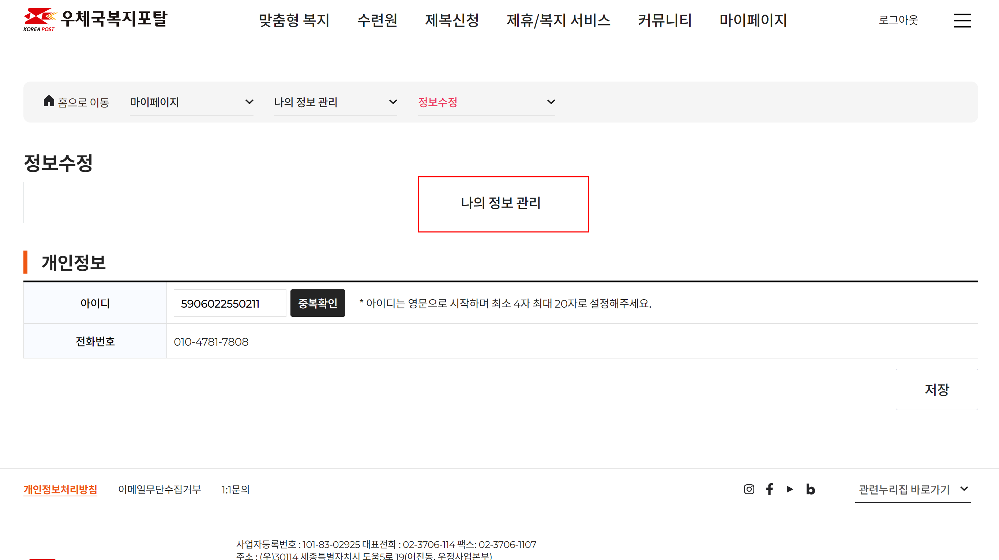 KOREA POST 우체국복지포탈 맞춤형 복지 수련원 제복신청 제휴/복지 서비스 커뮤니티 마이페이지 로그아웃
홈으로 이동 마이페이지 나의 정보 관리 정보수정
정보수정
나의 정보 관리
개인정보
아이디 5906022550211 중복확인 * 아이디는 영문으로 시작하며 최소 4자 최대 20자로 설정해주세요.
전화번호 010-4781-7808
저장
개인정보처리방침 이메일무단수집거부 1:1문의 관련누리집 바로가기
사업자등록번호 : 101-83-02925 대표전화 : 02-3706-114 팩스: 02-3706-1107
주소 : (우)30114 세종특별자치시 도움5로 19(어진동, 우정사업본부)